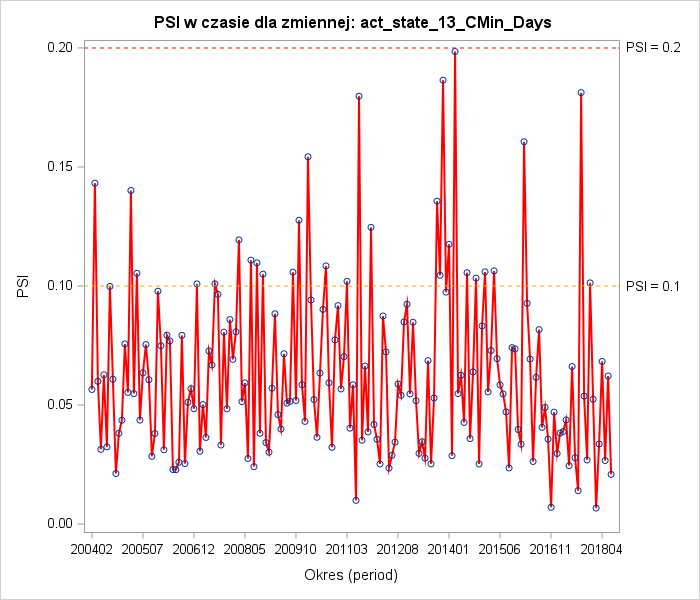 PSI w czasie dla zmiennej: act_state_13_CMin_Days
0.20
PSI = 0.2
0.15
PSI
0.10
PSI = 0.1
0.05
0.00
200402 200507 200612 200805 200910 201103 201208 201401 201506 201611 201804
Okres (period)